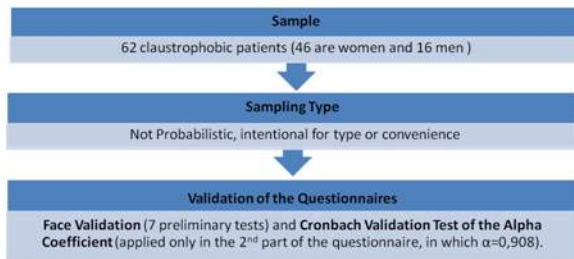 Sample
62 claustrophobic patients (46 are women and 16 men )
Sampling Type
Not Probabilistic, intentional for type or convenience
Validation of the Questionnaires
Face Validation (7 preliminary tests) and Cronbach Validation Test of the Alpha
Coefficient (applied only in the 2nd part of the questionnaire, in which α=0,908).